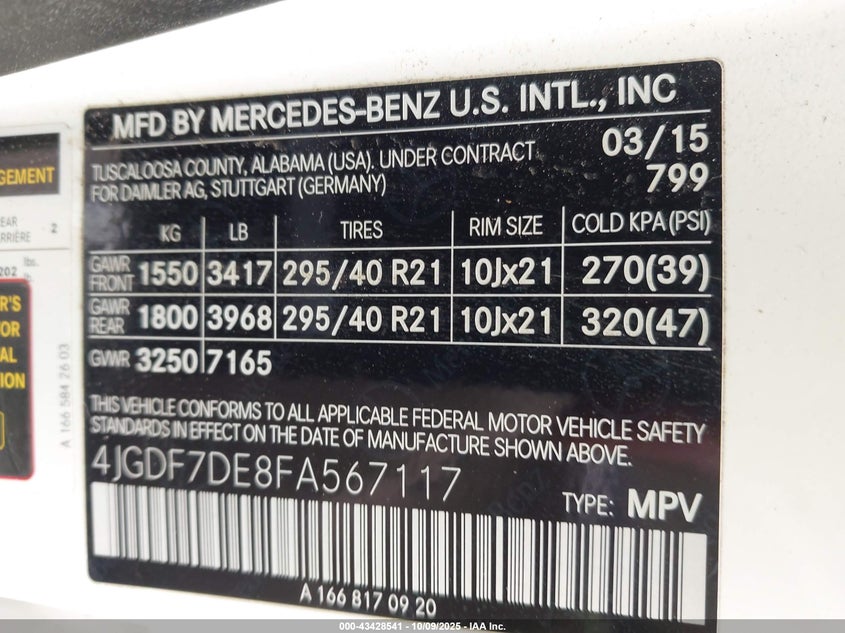 MFD BY MERCEDES-BENZ U.S. INTL., INC
TUSCALOOSA COUNTY, ALABAMA (USA). UNDER CONTRACT 03/15
FOR DAIMLER AG, STUTTGART (GERMANY) 799
KG LB TIRES RIM SIZE COLD KPA (PSI)
GAWR FRONT 1550 3417 295/40 R21 10Jx21 270(39)
GAWR REAR 1800 3968 295/40 R21 10Jx21 320(47)
GVWR 3250 7165
THIS VEHICLE CONFORMS TO ALL APPLICABLE FEDERAL MOTOR VEHICLE SAFETY
STANDARDS IN EFFECT ON THE DATE OF MANUFACTURE SHOWN ABOVE.
4JGDF7DE8FA567117
TYPE: MPV
A 166 817 09 20
GEMENT
2
202 lbs.
A 166 584 26 03
000-43428541 - 10/09/2025 - IAA Inc.